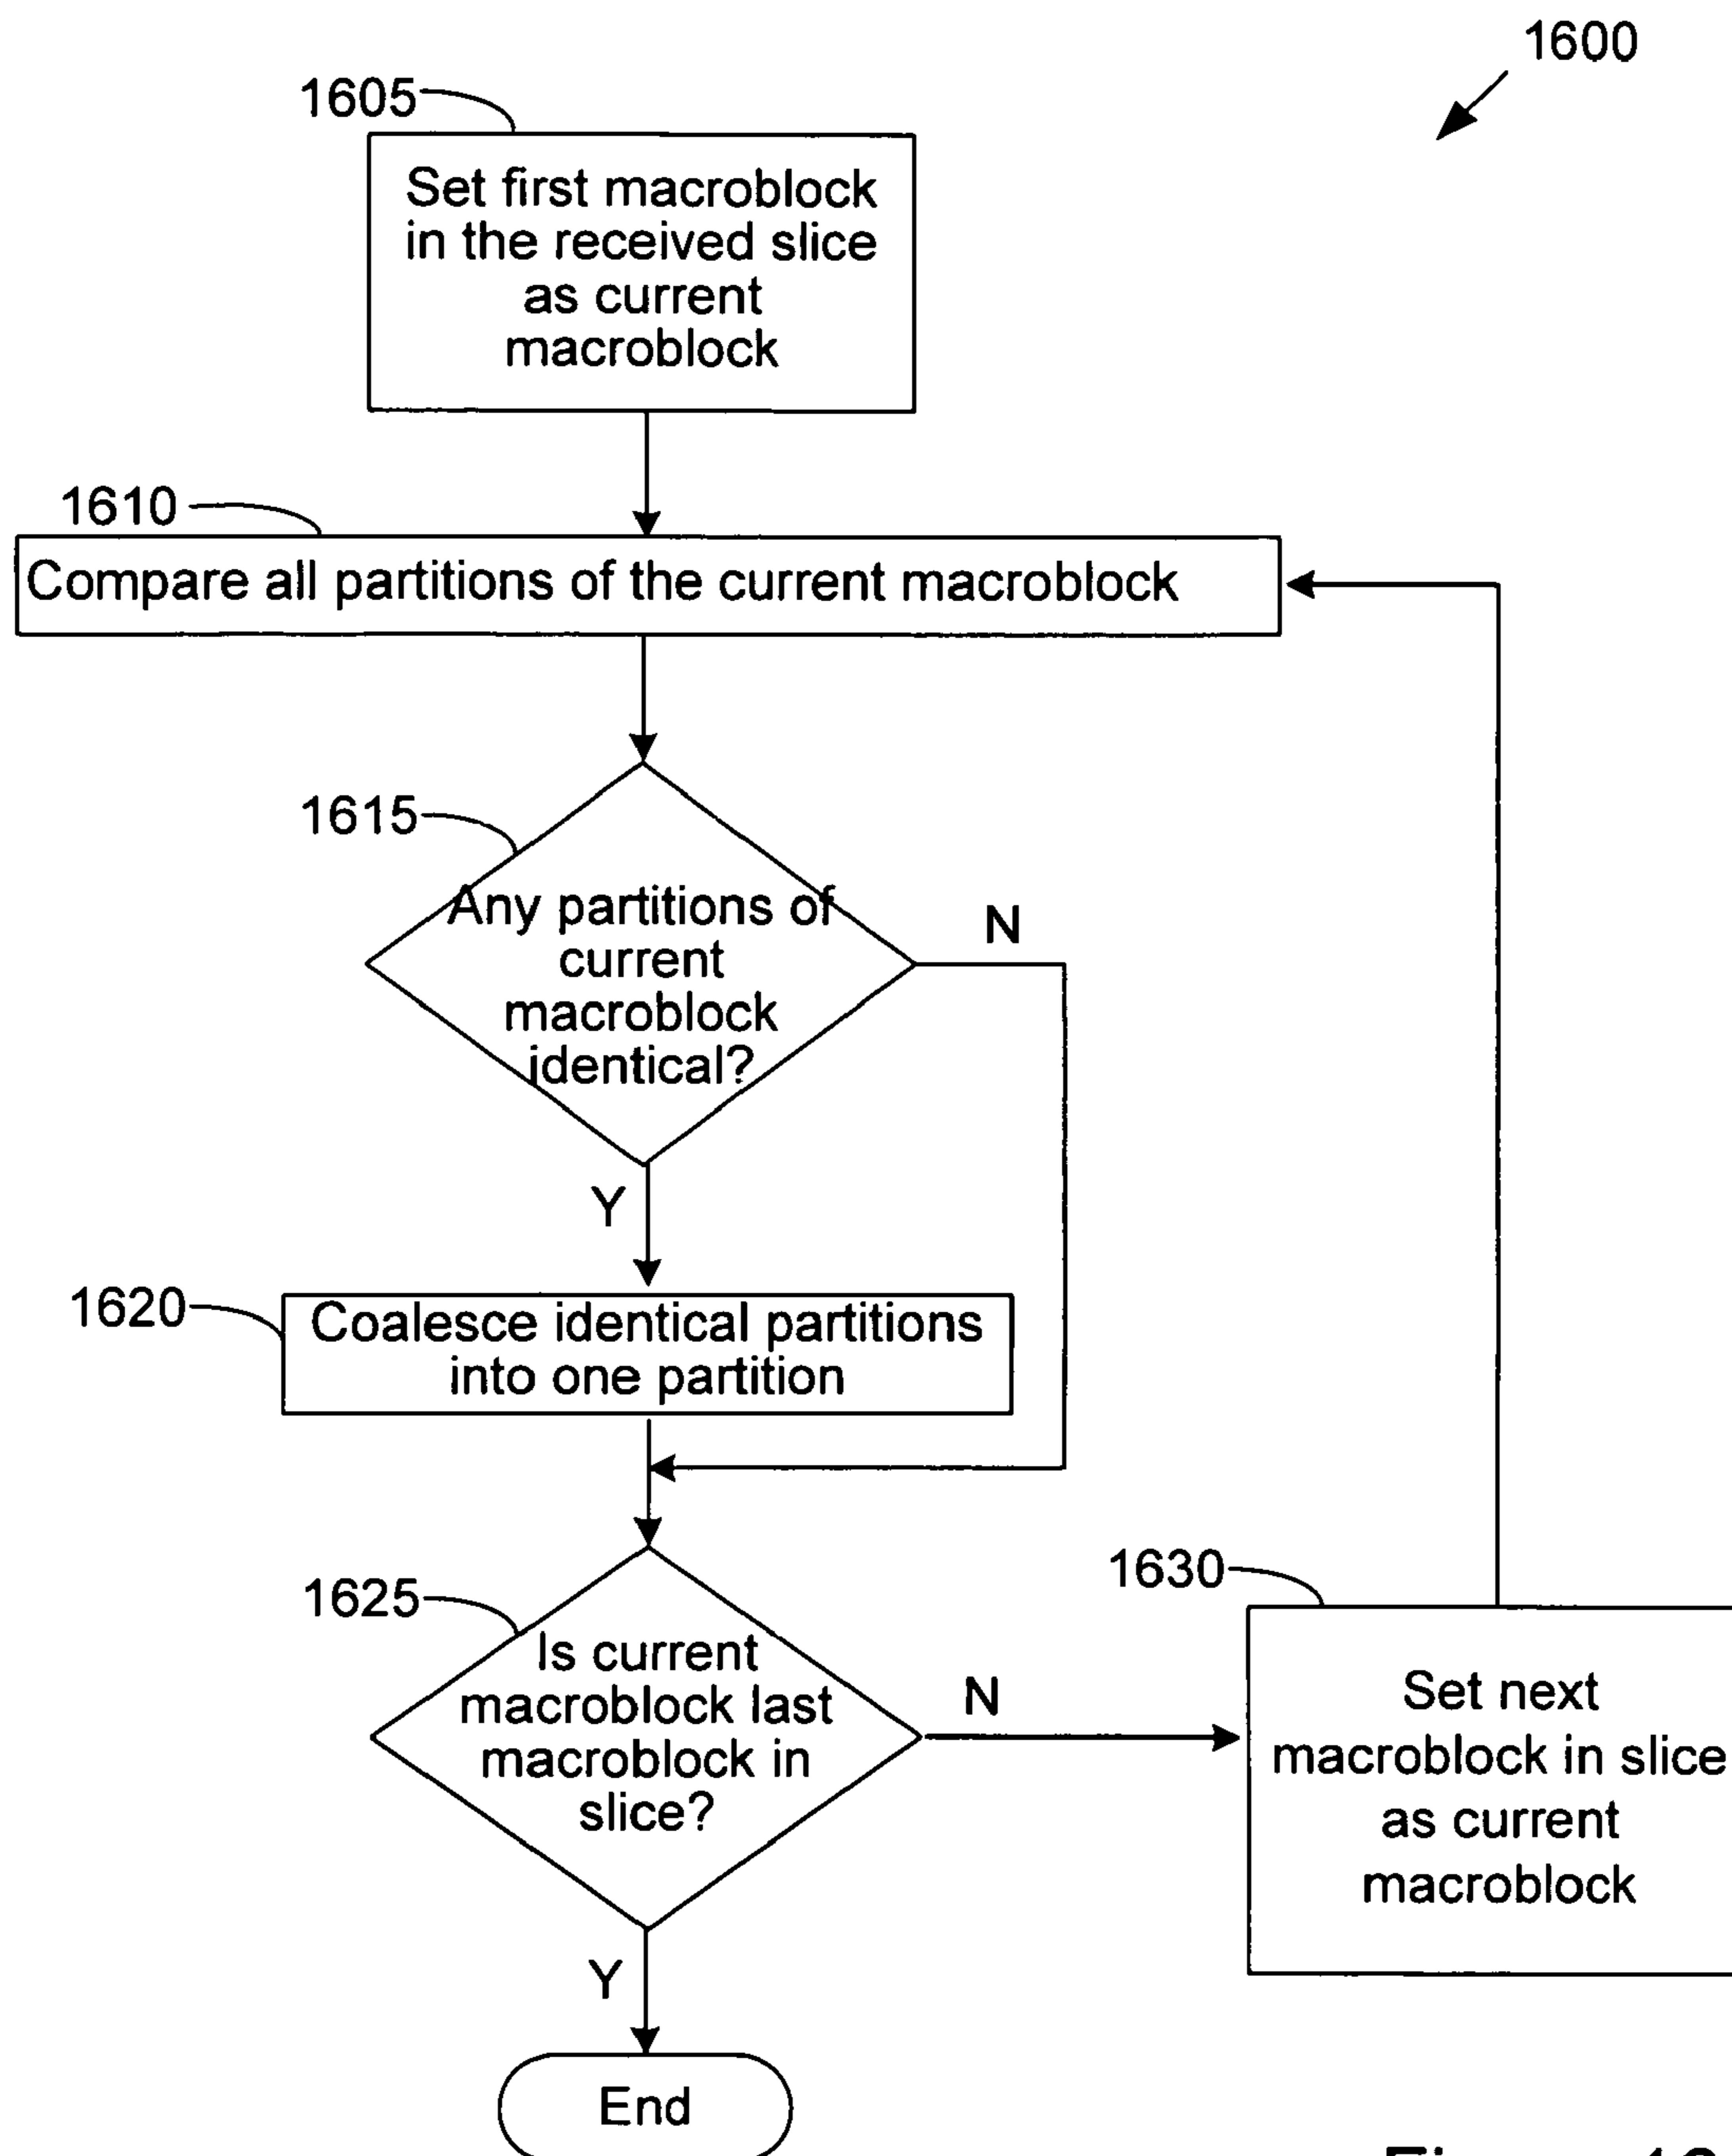 1600
1605
Set first macroblock
in the received slice
as current
macroblock
1610
Compare all partitions of the current macroblock
1615
Any partitions of
current
macroblock
identical?
N
Y
1620
Coalesce identical partitions
into one partition
1625
Is current
macroblock last
macroblock in
slice?
N
1630
Set next
macroblock in slice
as current
macroblock
Y
End